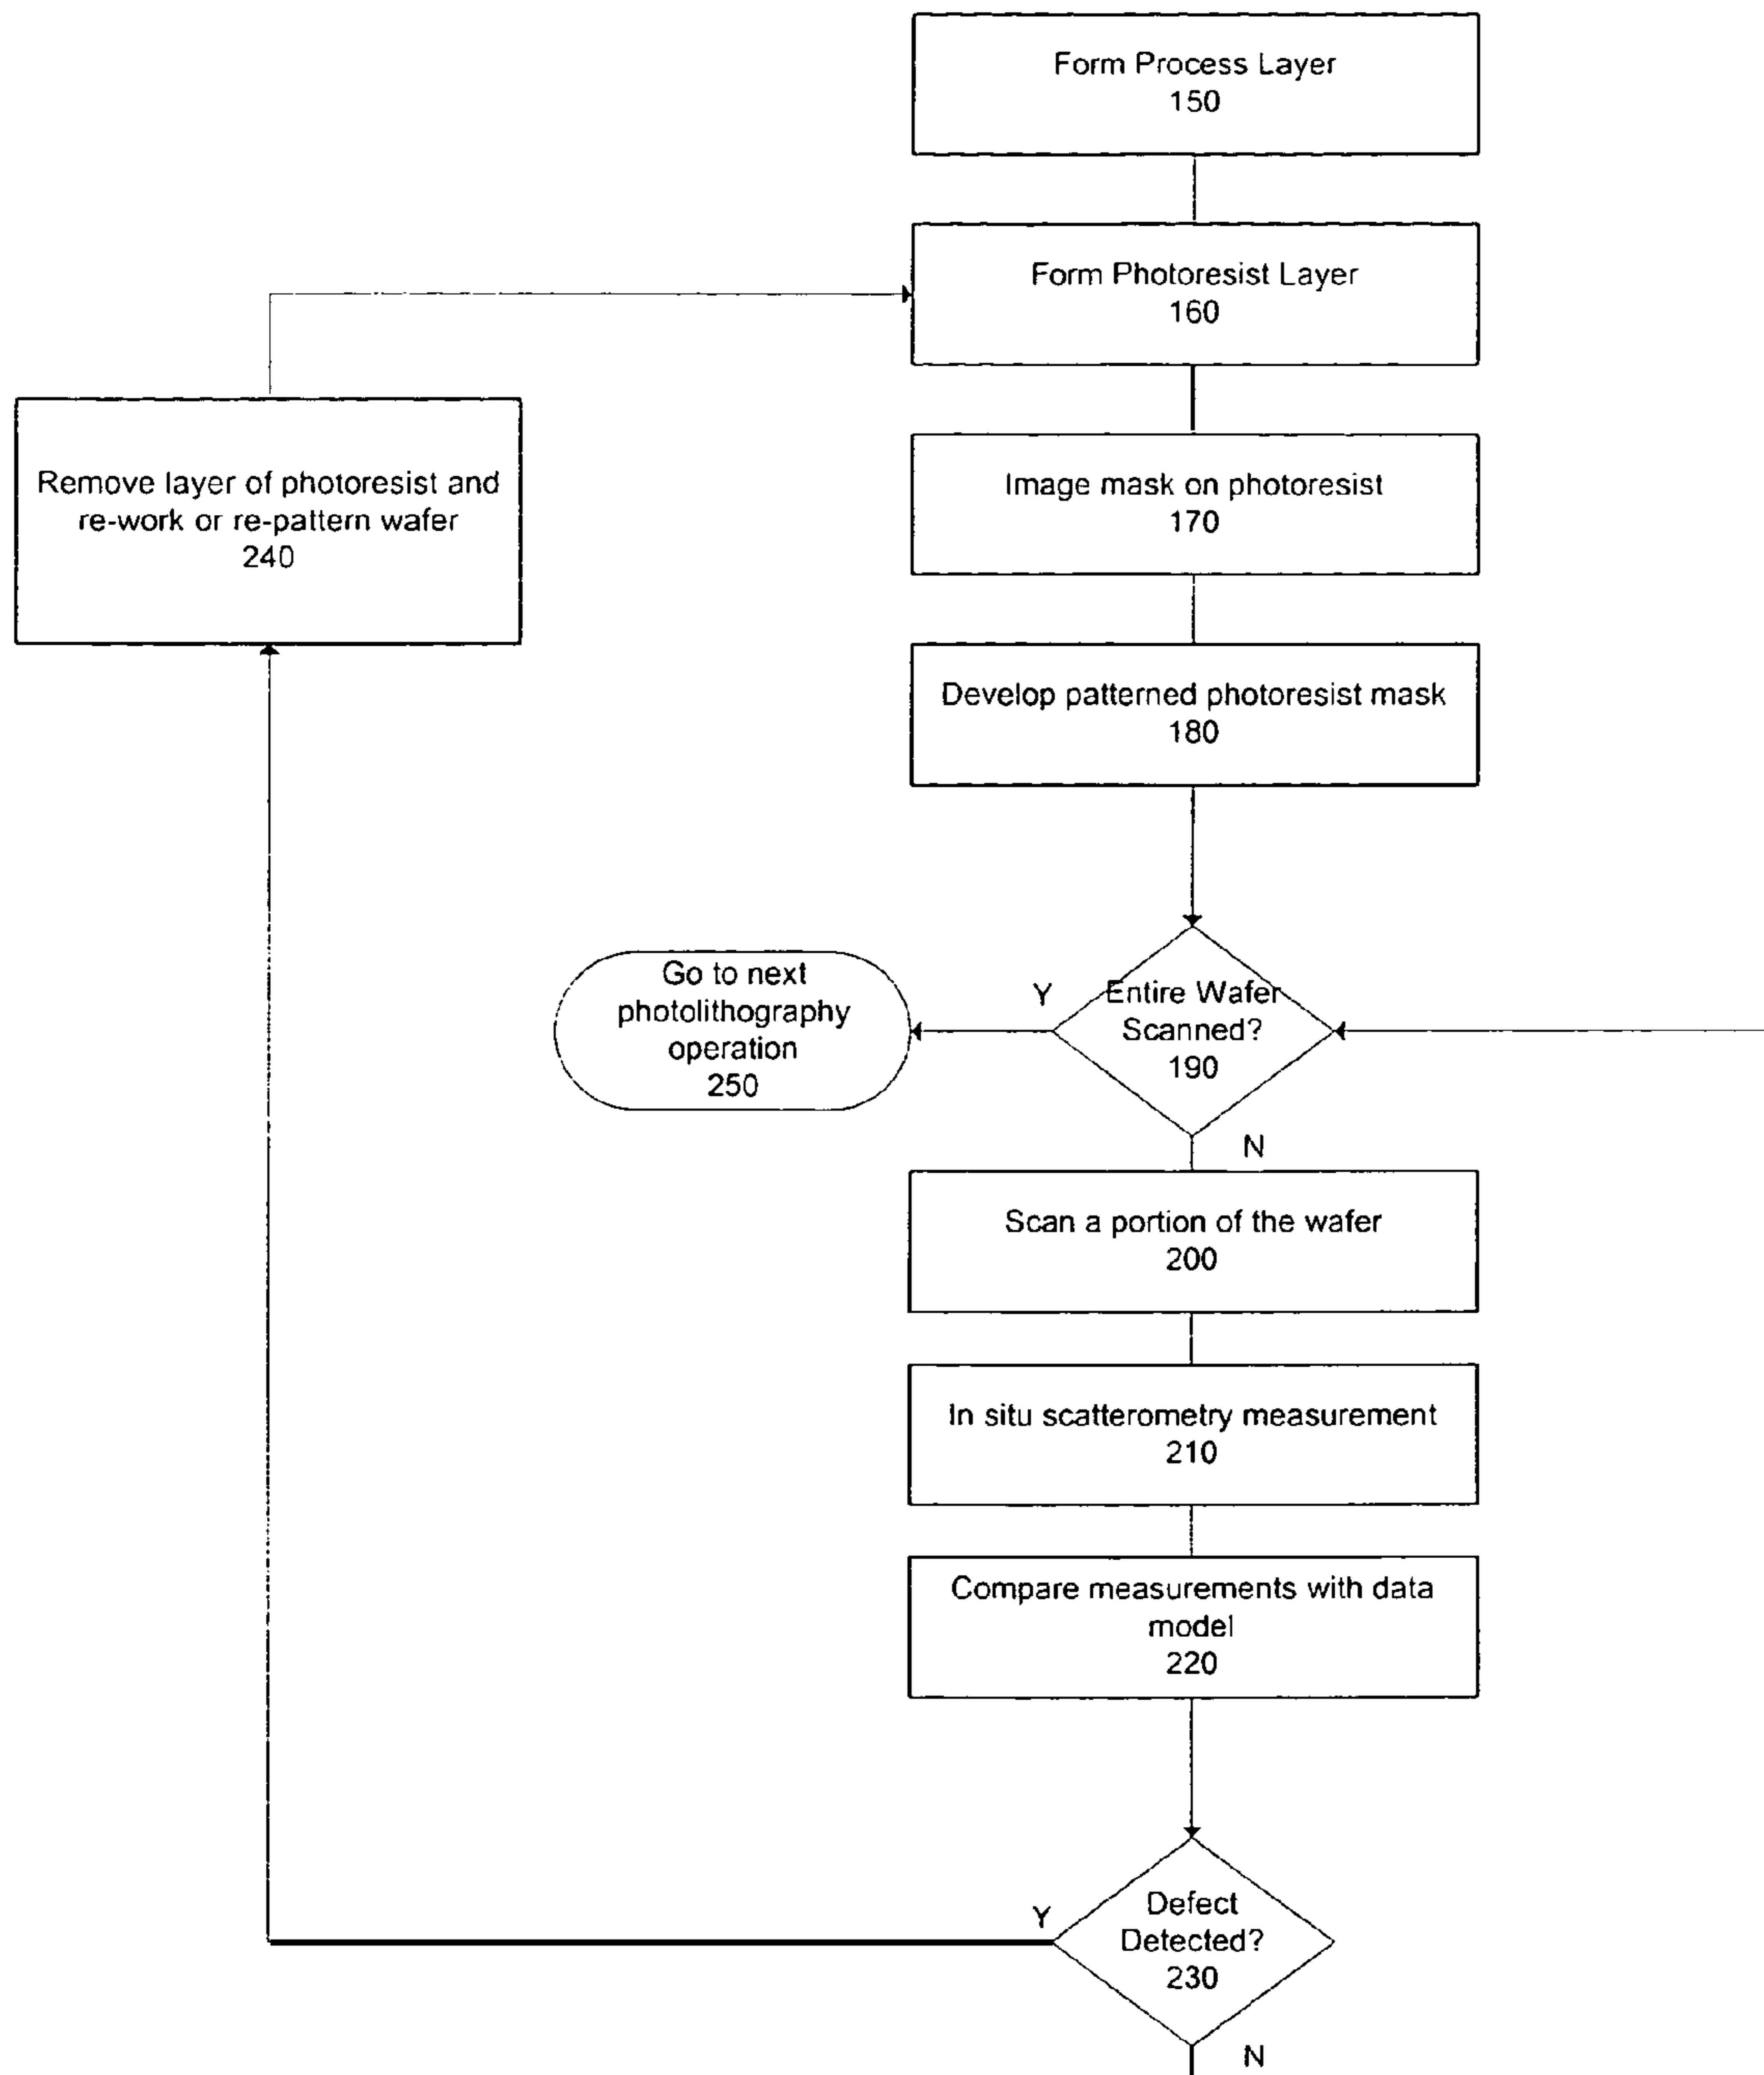 Form Process Layer
150
Form Photoresist Layer
160
Remove layer of photoresist and
re-work or re-pattern wafer
240
Image mask on photoresist
170
Develop patterned photoresist mask
180
Go to next
photolithography
operation
250
Y
Entire Wafer
Scanned?
190
N
Scan a portion of the wafer
200
In situ scatterometry measurement
210
Compare measurements with data
model
220
Y
Defect
Detected?
230
N